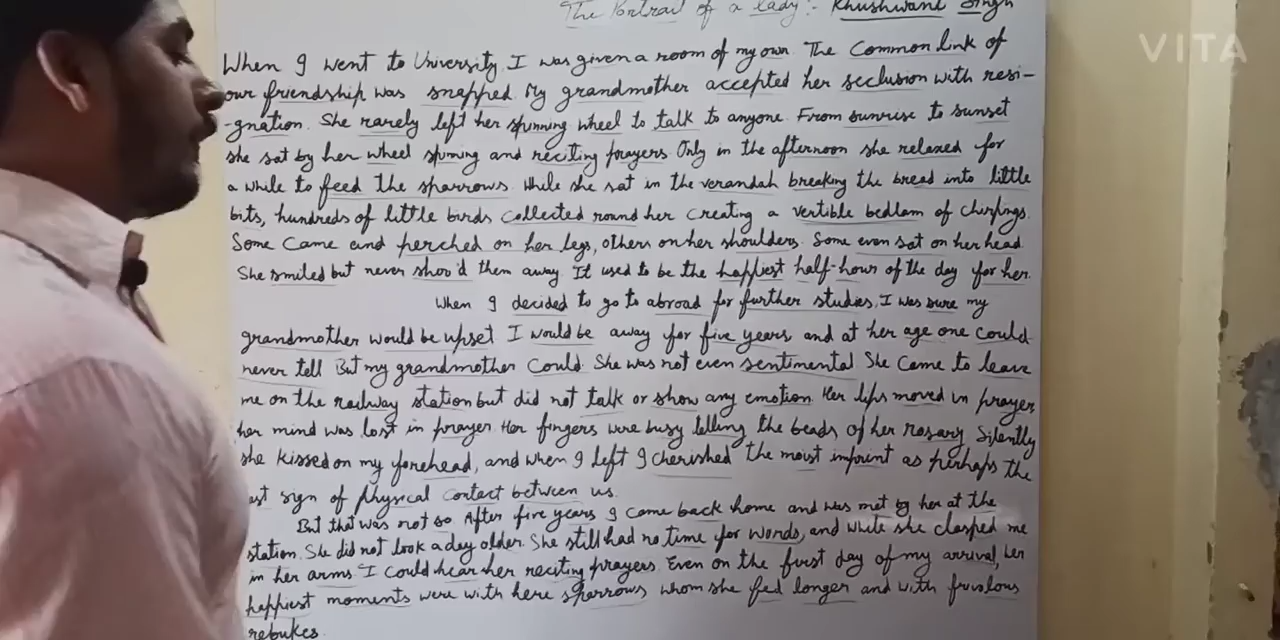 The Portrait of a lady:- Khushwant Singh
VITA
When I went to University I was given a room of my own. The Common link of
our friendship was snapped. My grandmother accepted her seclusion with resi-
-gnation. She rarely left her spinning wheel to talk to anyone. From sunrise to sunset
she sat by her wheel spinning and reciting prayers. Only in the afternoon she relaxed for
a while to feed the sparrows. While she sat in the verandah breaking the bread into little
bits, hundreds of little birds collected round her creating a vertible bedlam of chirpings.
Some came and perched on her legs, others on her shoulders. Some even sat on her head.
She smiled but never shoo'd them away. It used to be the happiest half-hour of the day for her.
When I decided to go to abroad for further studies, I was sure my
grandmother would be upset I would be away for five years and at her age one could
never tell But my grandmother Could. She was not even sentimental She Came to leave
me on the railway station but did not talk or show any emotion. Her lips moved in prayer
her mind was lost in prayer. Her fingers were busy telling the beads of her rosary Silently
she kissed on my forehead, and when I left I cherished the moist imprint as perhaps the
ast sign of physical contact between us.
But that was not so. After five years I came back home and was met by her at the
station. She did not look a day older. She still had no time for words, and while she clasped me
in her arms I could hear her reciting prayers. Even on the first day of my arrival, her
happiest moments were with here sparrows whom she fed longer and with frivolous
rebukes.